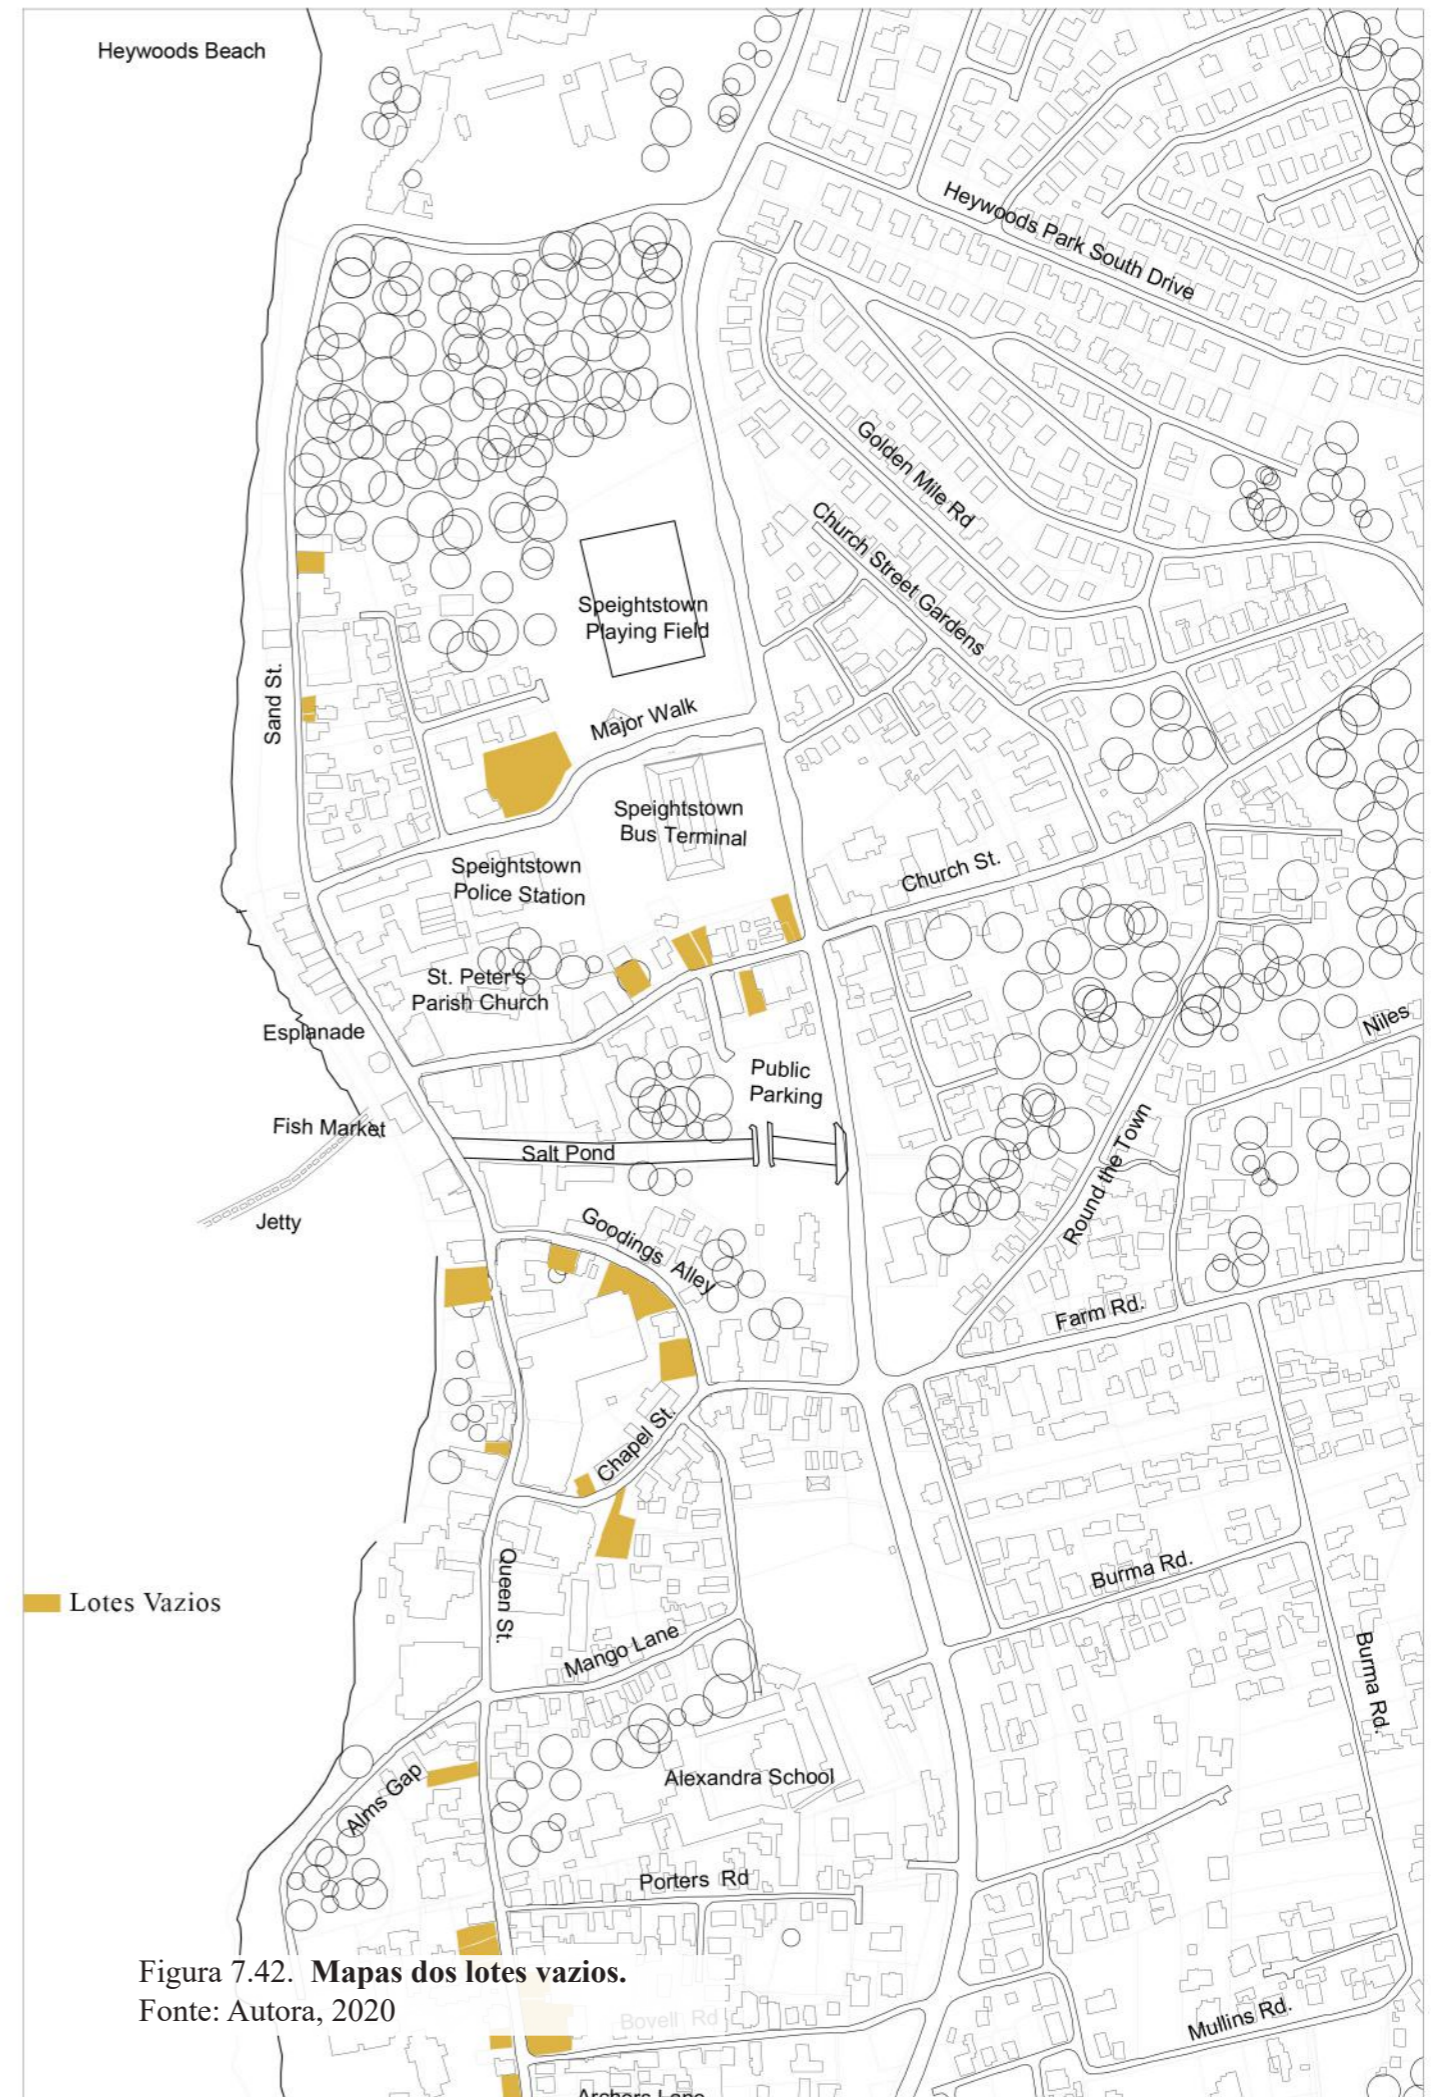 Heywoods Beach
Heywoods Park South Drive
Golden Mile Rd
Church Street Gardens
Speightstown
Playing Field
Sand St.
Major Walk
Speightstown
Bus Terminal
Speightstown
Police Station
Church St.
St. Peter's
Parish Church
Esplanade
Niles
Public
Parking
Fish Market
Salt Pond
Round the Town
Jetty
Goodings Alley
Farm Rd.
Chapel St.
Queen St.
Burma Rd.
Lotes Vazios
Mango Lane
Burma Rd.
Alexandra School
Alms Gap
Porters Rd
Figura 7.42. Mapas dos lotes vazios.
Fonte: Autora, 2020
Bovell Rd
Mullins Rd.
Archers Lane